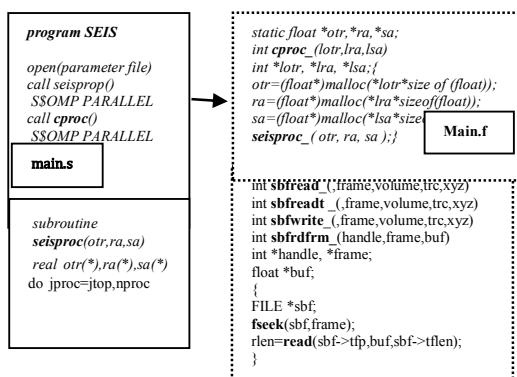 program SEIS
open(parameter file)
call seisprop()
S$OMP PARALLEL
call cproc()
S$OMP PARALLEL
main.s
subroutine
seisproc(otr,ra,sa)
real otr(*),ra(*),sa(*)
do jproc=jtop,nproc
static float *otr,*ra,*sa;
int cproc_(lotr,lra,lsa)
int *lotr, *lra, *lsa;{
otr=(float*)malloc(*lotr*size of (float));
ra=(float*)malloc(*lra*sizeof(float));
sa=(float*)malloc(*lsa*size
seisproc_( otr, ra, sa );}
Main.f
int sbfread_(,frame,volume,trc,xyz)
int sbfreadt _(,frame,volume,trc,xyz)
int sbfwrite_(,frame,volume,trc,xyz)
int sbfrdfrm_(handle,frame,buf)
int *handle, *frame;
float *buf;
{
FILE *sbf;
fseek(sbf,frame);
rlen=read(sbf->tfp,buf,sbf->tflen);
}